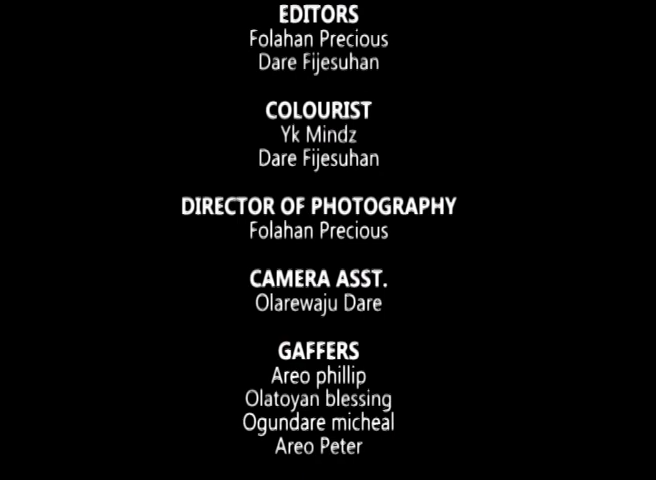 EDITORS
Folahan Precious
Dare Fijesuhan
COLOURIST
Yk Mindz
Dare Fijesuhan
DIRECTOR OF PHOTOGRAPHY
Folahan Precious
CAMERA ASST.
Olarewaju Dare
GAFFERS
Areo phillip
Olatoyan blessing
Ogundare micheal
Areo Peter